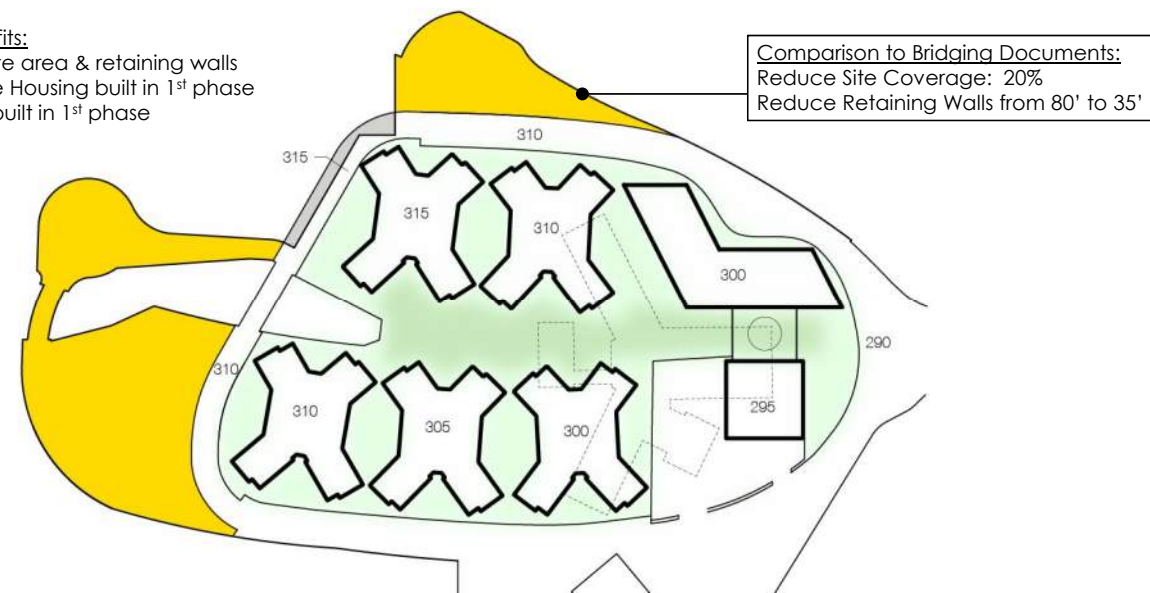 fits:
re area & retaining walls
e Housing built in 1st phase
built in 1st phase
Comparison to Bridging Documents:
Reduce Site Coverage: 20%
Reduce Retaining Walls from 80' to 35'
310
315
315
310
300
290
310
310
305
300
295